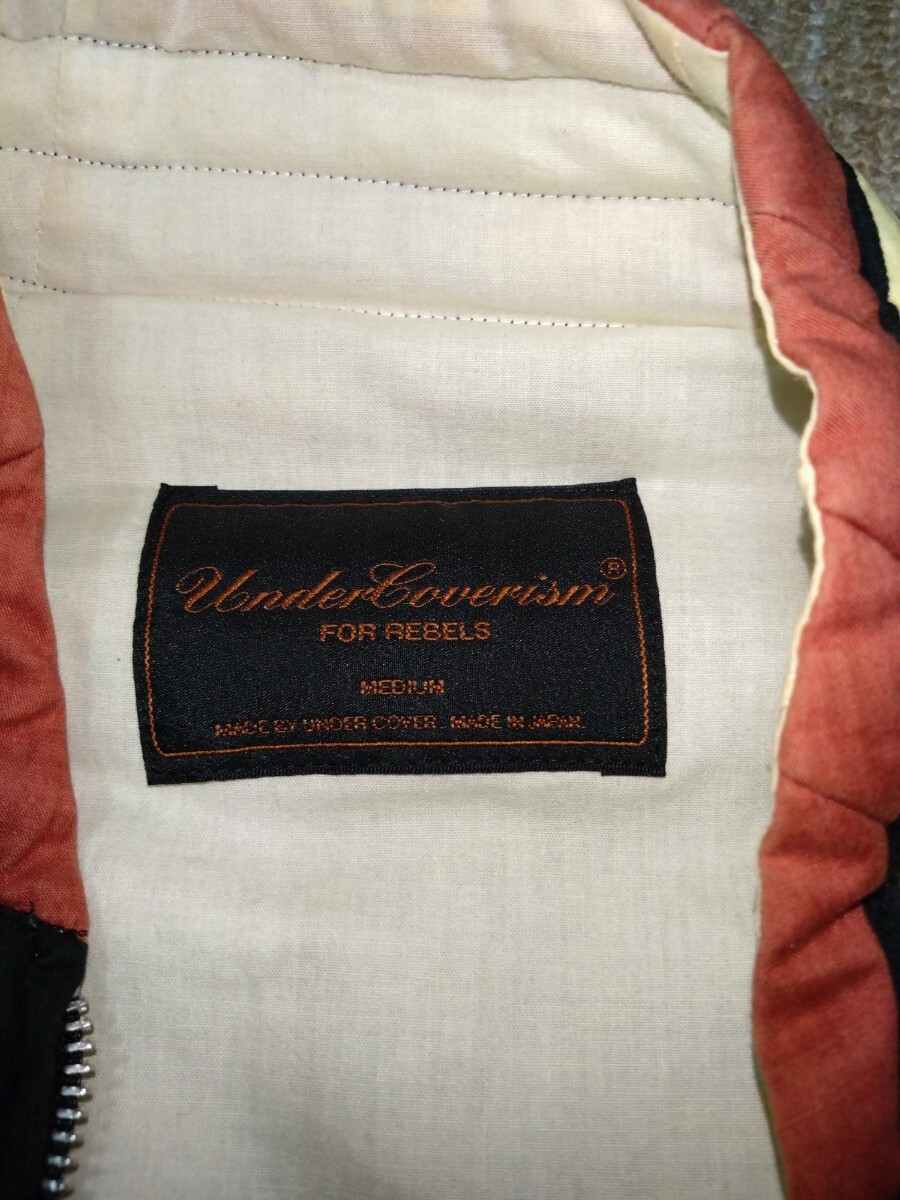 UnderCoverism®
FOR REBELS
MEDIUM
MADE BY UNDER COVER. MADE IN JAPAN.